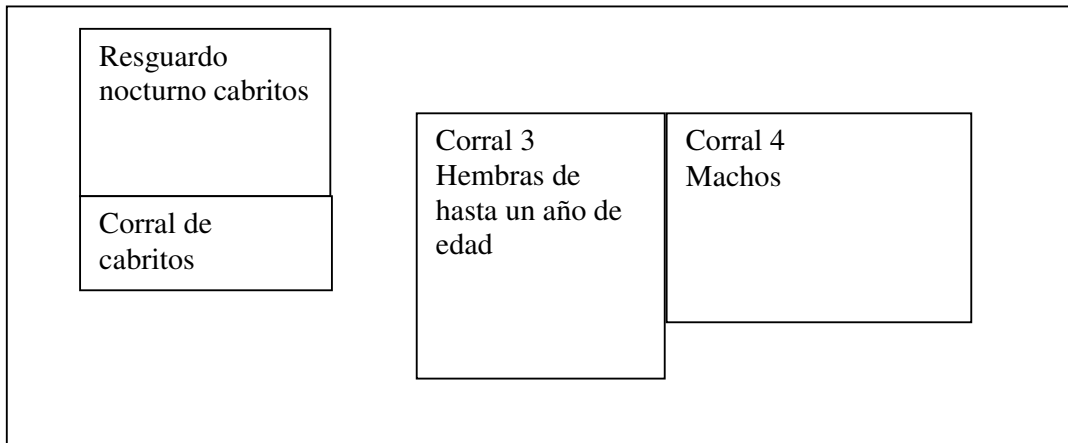 Resguardo
nocturno cabritos
Corral de
cabritos
Corral 3
Hembras de
hasta un año de
edad
Corral 4
Machos